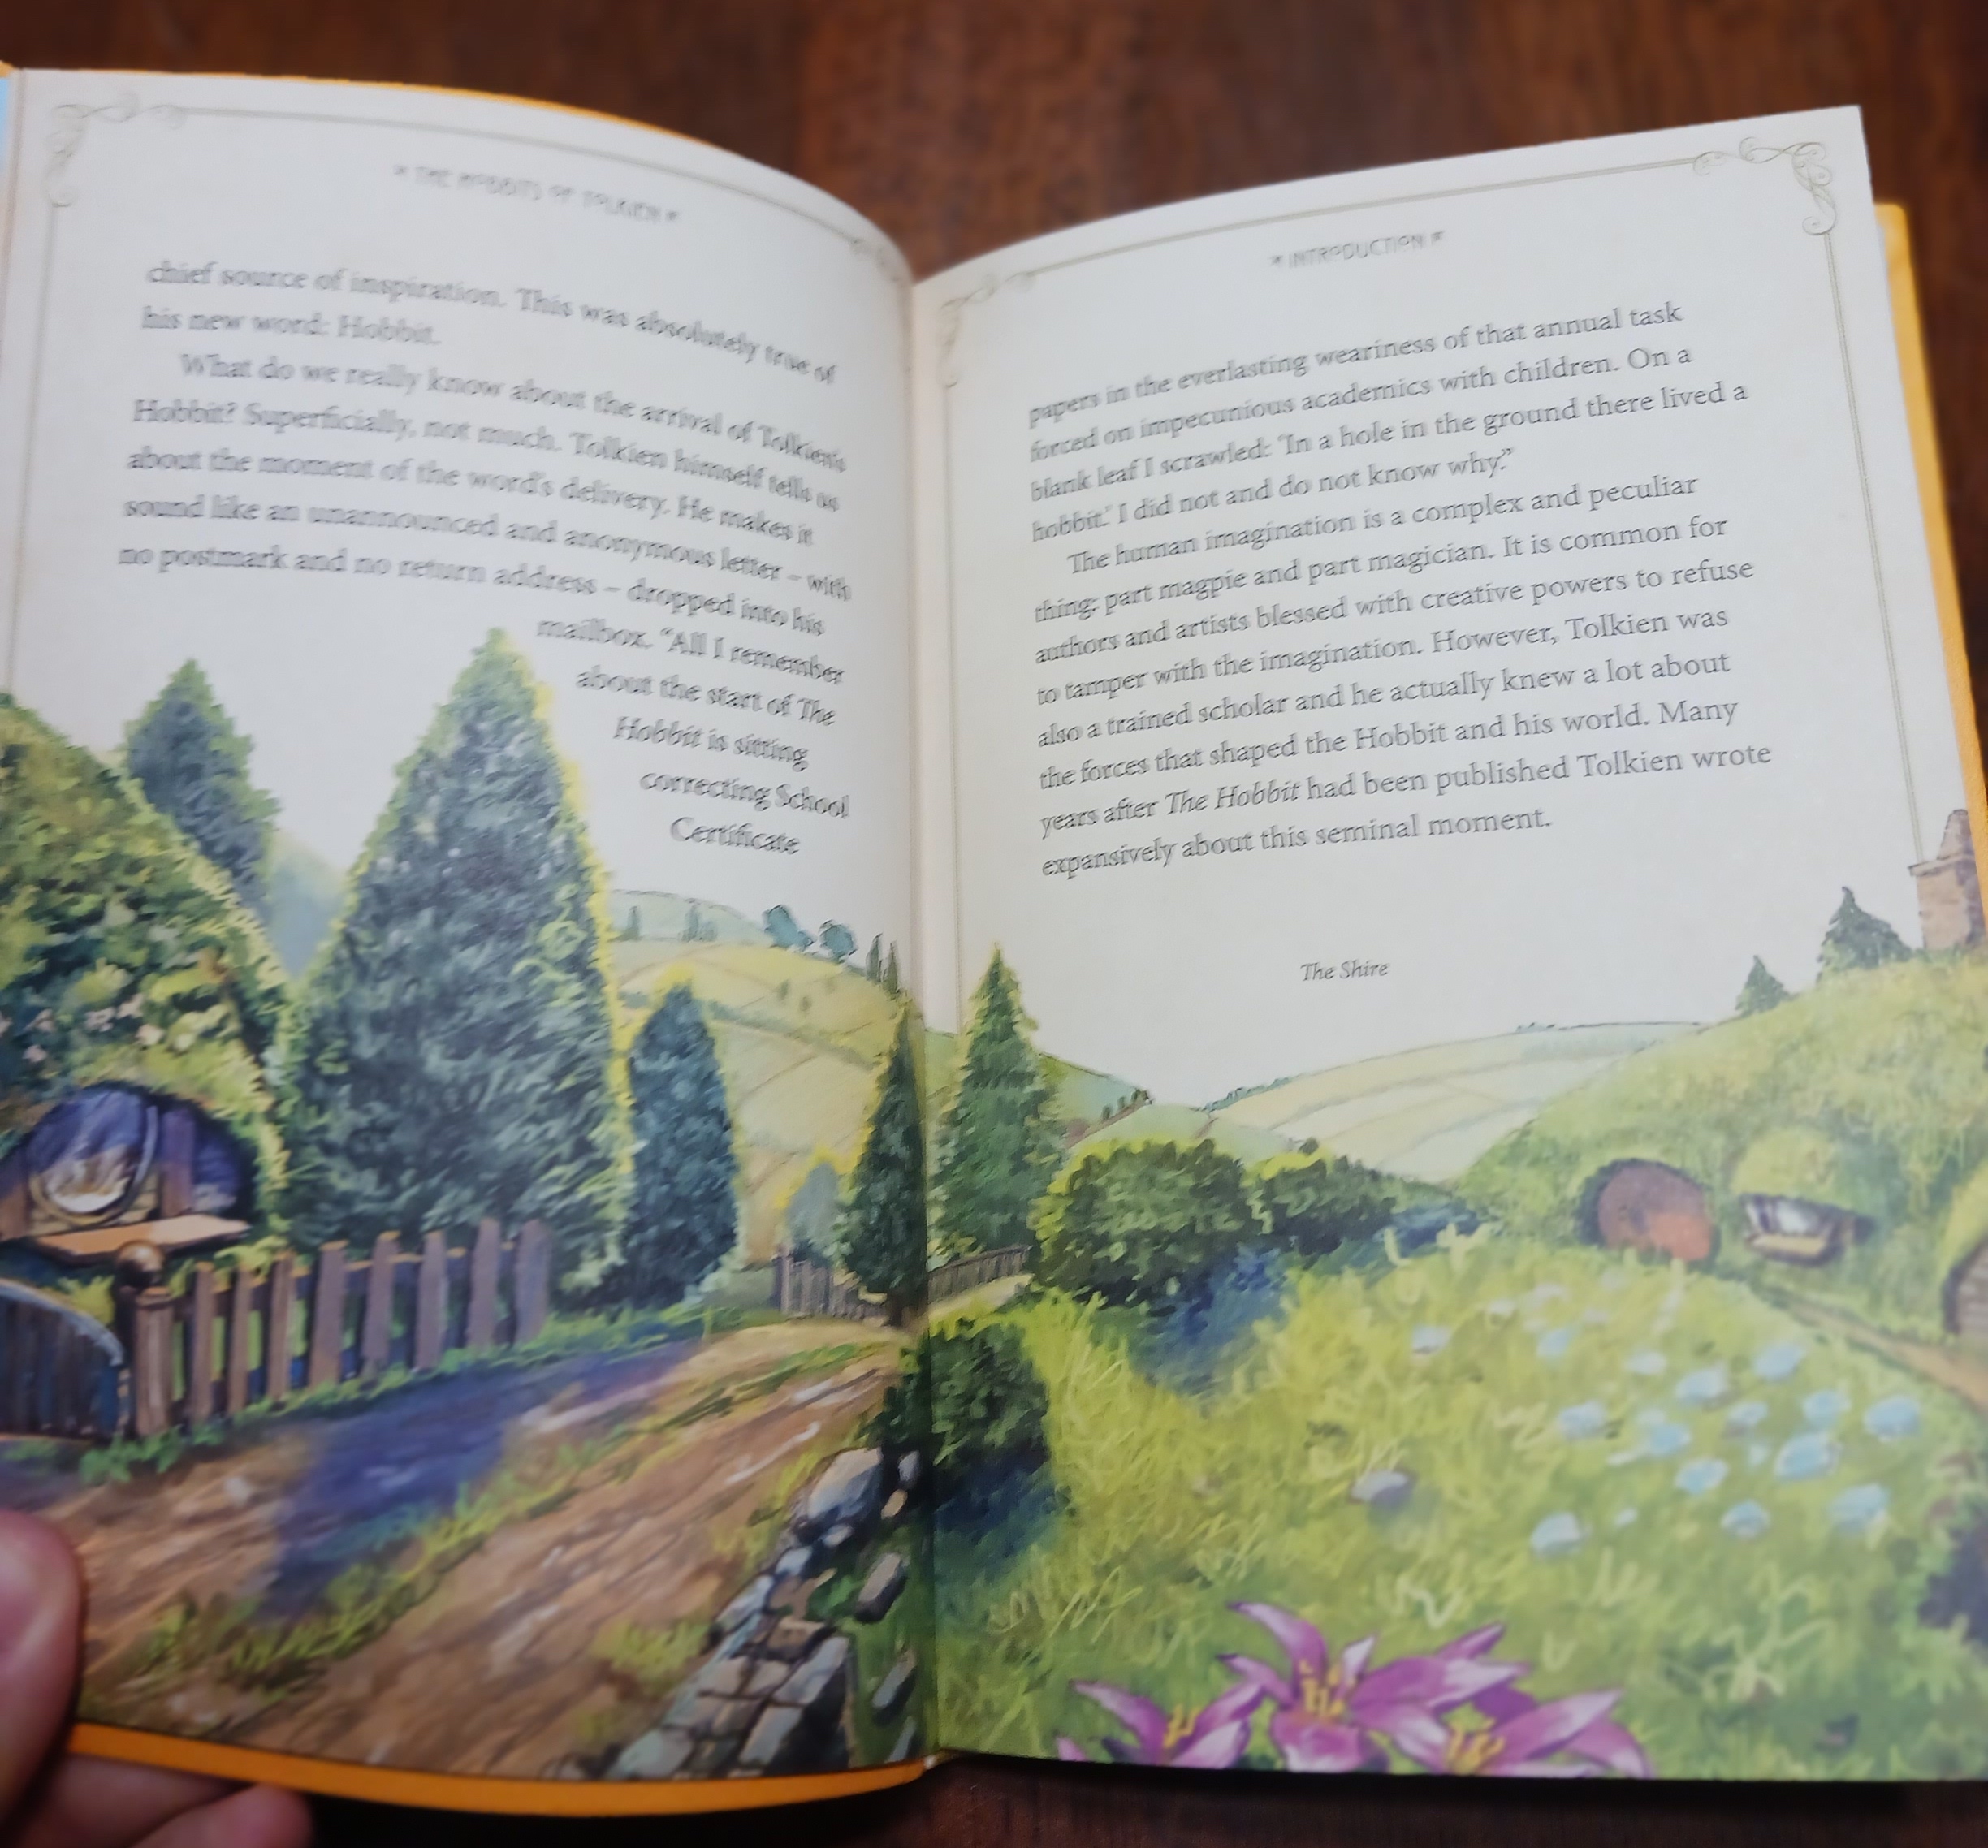 * THE HOBBITS OF TOLKIEN *
chief source of inspiration. This was absolutely true of
his new word: Hobbit.
What do we really know about the arrival of Tolkien's
Hobbit? Superficially, not much. Tolkien himself tells us
about the moment of the word's delivery. He makes it
sound like an unannounced and anonymous letter – with
no postmark and no return address – dropped into his
mailbox. “All I remember
about the start of The
Hobbit is sitting
correcting School
Certificate
* INTRODUCTION *
papers in the everlasting weariness of that annual task
forced on impecunious academics with children. On a
blank leaf I scrawled: ‘In a hole in the ground there lived a
hobbit.’ I did not and do not know why.”
The human imagination is a complex and peculiar
thing: part magpie and part magician. It is common for
authors and artists blessed with creative powers to refuse
to tamper with the imagination. However, Tolkien was
also a trained scholar and he actually knew a lot about
the forces that shaped the Hobbit and his world. Many
years after The Hobbit had been published Tolkien wrote
expansively about this seminal moment.
The Shire